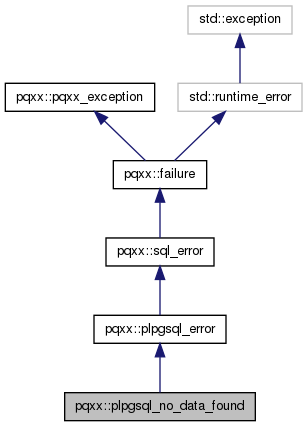 std::exception
pqxx::pqxx_exception
std::runtime_error
pqxx::failure
pqxx::sql_error
pqxx::plpgsql_error
pqxx::plpgsql_no_data_found